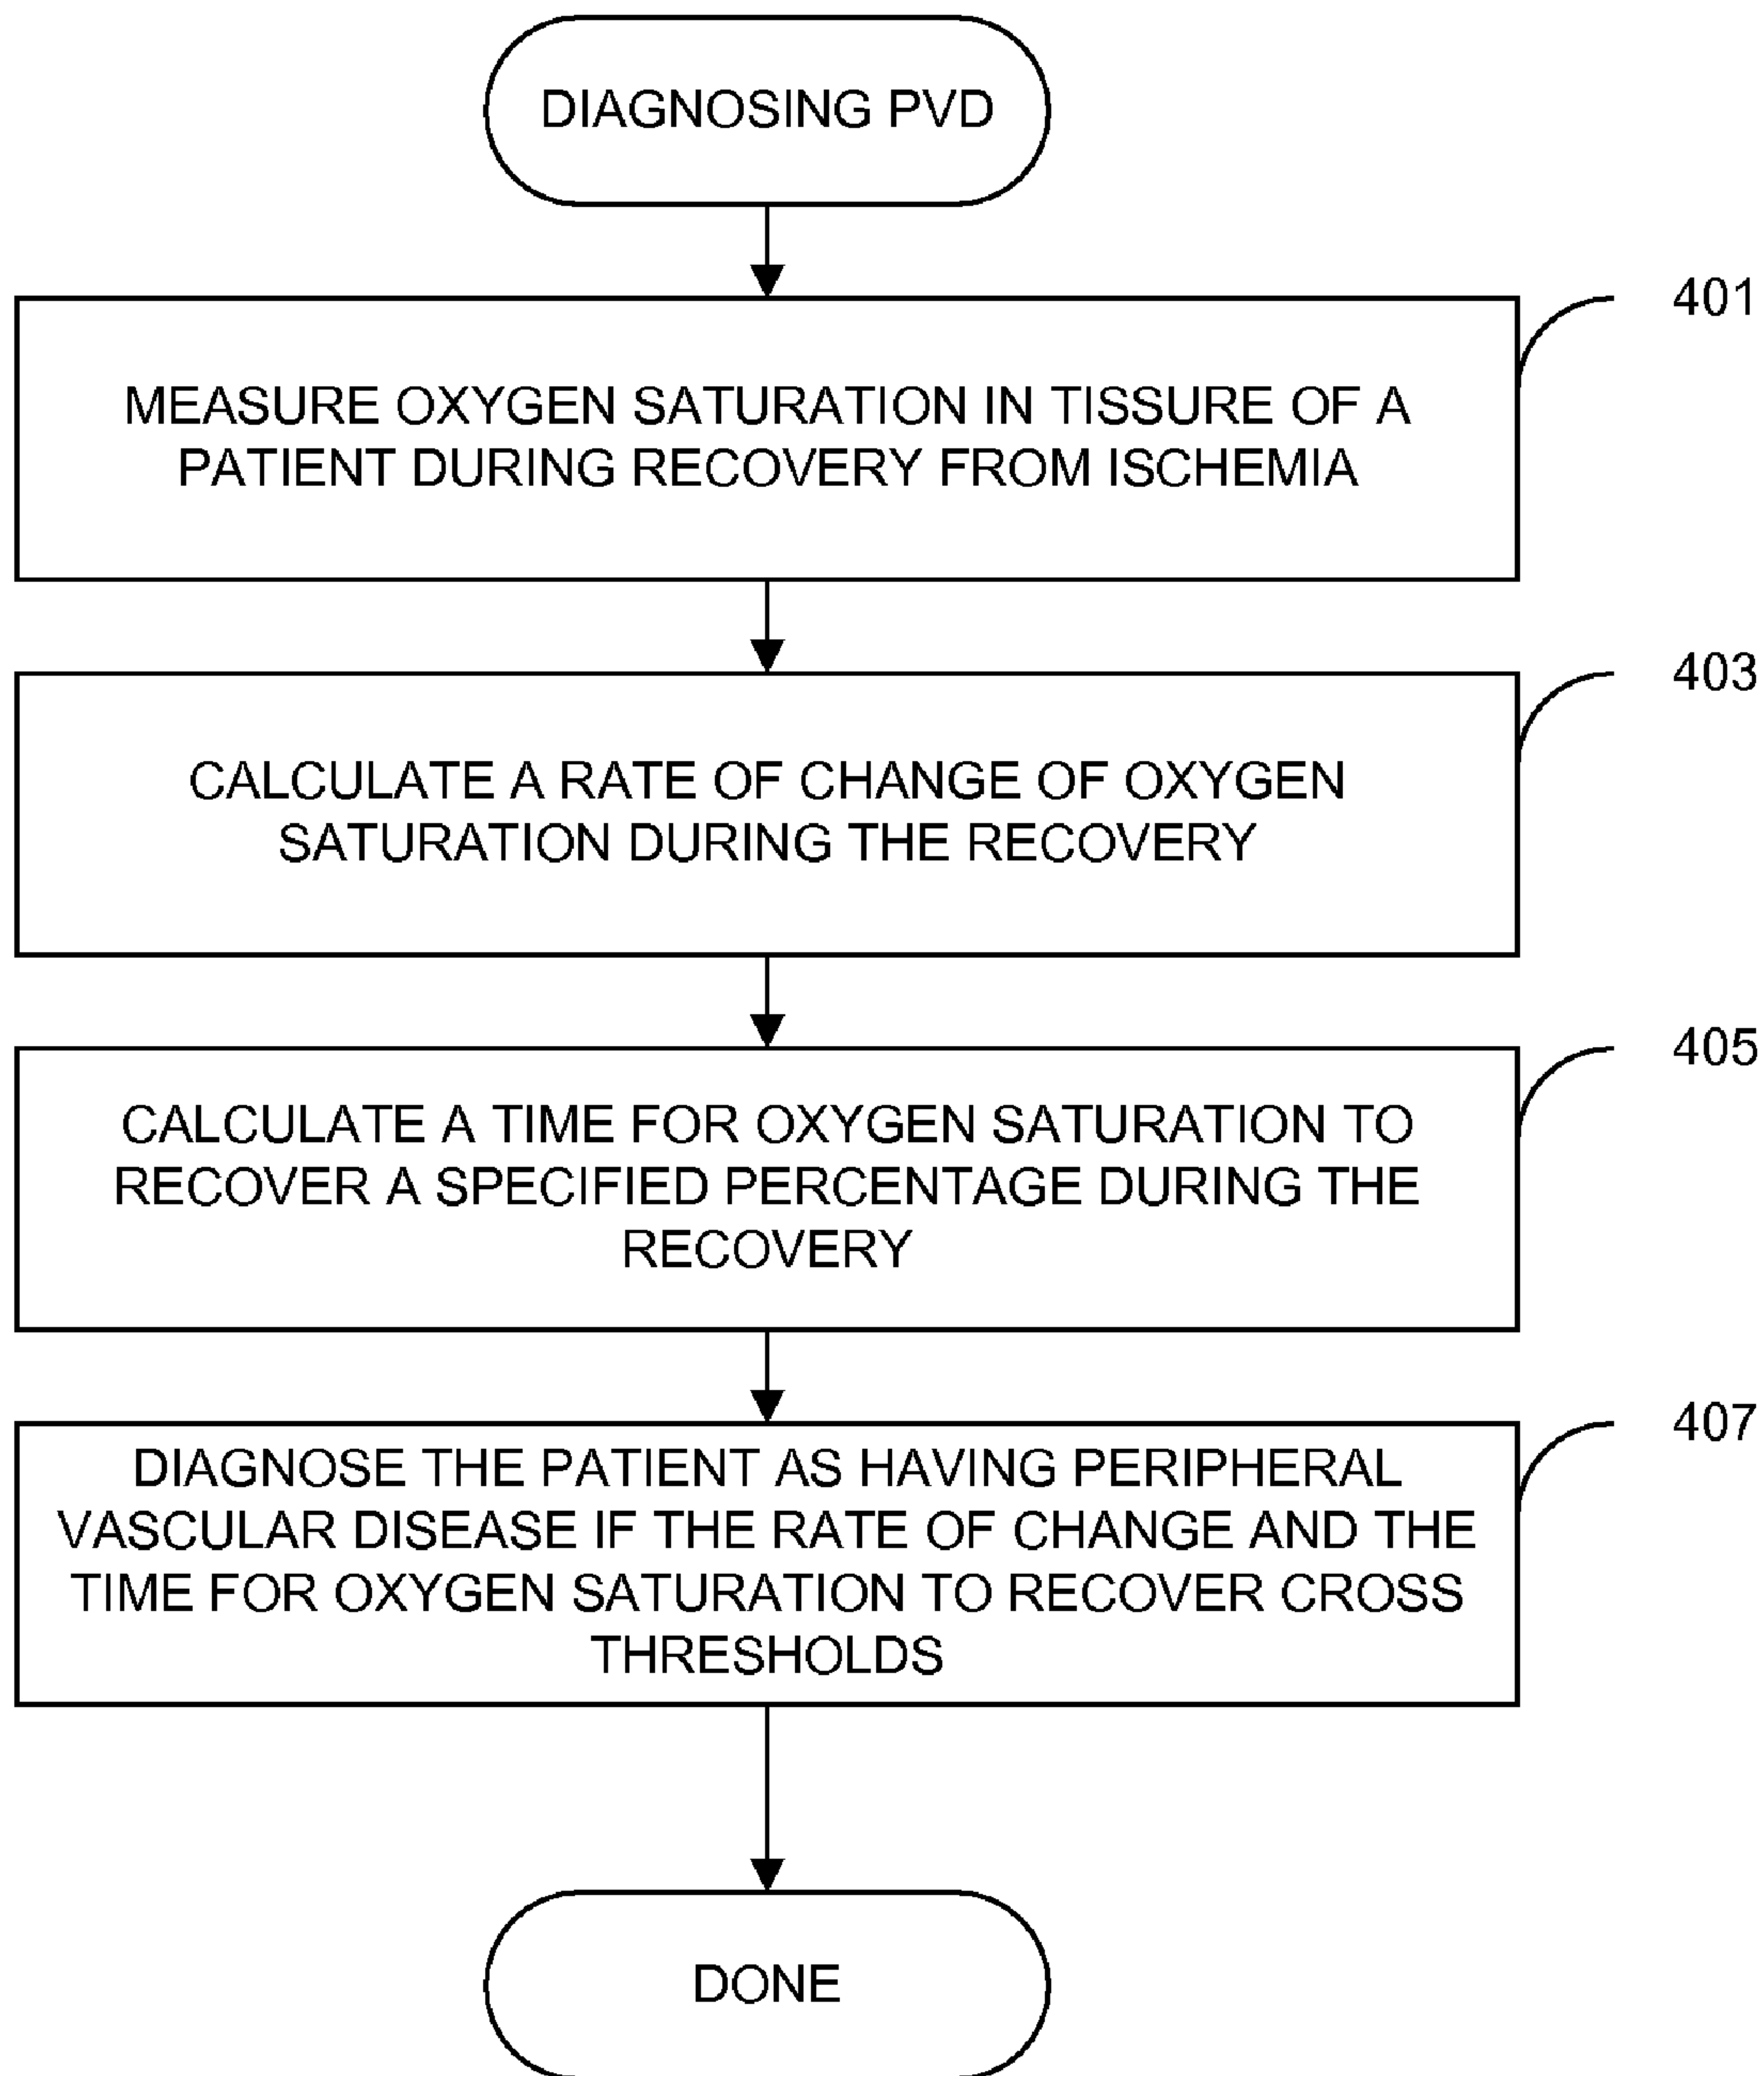 DIAGNOSING PVD
401
MEASURE OXYGEN SATURATION IN TISSURE OF A
PATIENT DURING RECOVERY FROM ISCHEMIA
403
CALCULATE A RATE OF CHANGE OF OXYGEN
SATURATION DURING THE RECOVERY
405
CALCULATE A TIME FOR OXYGEN SATURATION TO
RECOVER A SPECIFIED PERCENTAGE DURING THE
RECOVERY
407
DIAGNOSE THE PATIENT AS HAVING PERIPHERAL
VASCULAR DISEASE IF THE RATE OF CHANGE AND THE
TIME FOR OXYGEN SATURATION TO RECOVER CROSS
THRESHOLDS
DONE